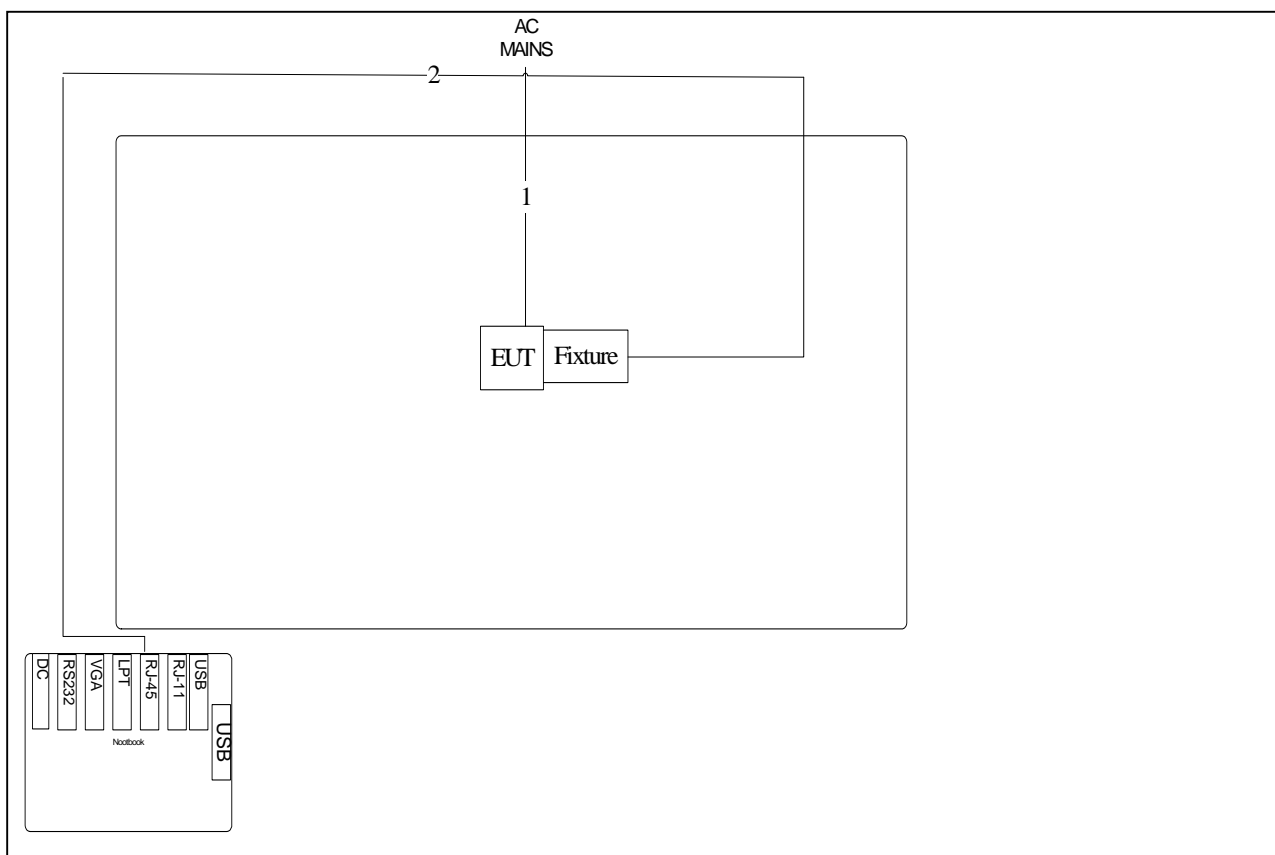 AC
MAINS
2
1
EUT Fixture
DC
RS232
VGA
LPT
RJ-45
RJ-11
USB
USB
Nootbook